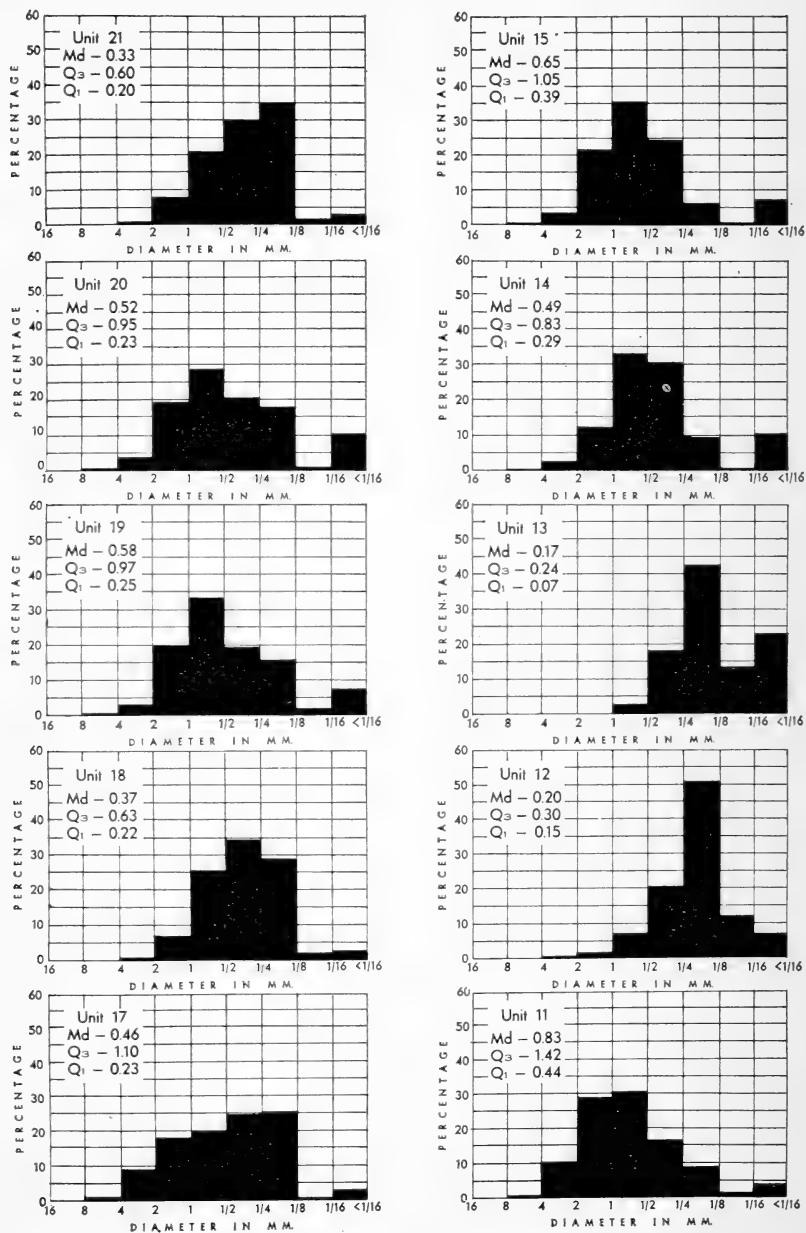 PERCENTAGE
60
50
40
30
20
10
0
Unit 21
Md – 0.33
Q3 – 0.60
Q1 – 0.20
16 8 4 2 1 1/2 1/4 1/8 1/16 <1/16
DIAMETER IN MM.
PERCENTAGE
60
50
40
30
20
10
0
Unit 20
Md – 0.52
Q3 – 0.95
Q1 – 0.23
16 8 4 2 1 1/2 1/4 1/8 1/16 <1/16
DIAMETER IN MM.
PERCENTAGE
60
50
40
30
20
10
0
Unit 19
Md – 0.58
Q3 – 0.97
Q1 – 0.25
16 8 4 2 1 1/2 1/4 1/8 1/16 <1/16
DIAMETER IN MM.
PERCENTAGE
60
50
40
30
20
10
0
Unit 18
Md – 0.37
Q3 – 0.63
Q1 – 0.22
16 8 4 2 1 1/2 1/4 1/8 1/16 <1/16
DIAMETER IN MM.
PERCENTAGE
60
50
40
30
20
10
0
Unit 17
Md – 0.46
Q3 – 1.10
Q1 – 0.23
16 8 4 2 1 1/2 1/4 1/8 1/16 <1/16
DIAMETER IN MM.
PERCENTAGE
60
50
40
30
20
10
0
Unit 15
Md – 0.65
Q3 – 1.05
Q1 – 0.39
16 8 4 2 1 1/2 1/4 1/8 1/16 <1/16
DIAMETER IN MM.
PERCENTAGE
60
50
40
30
20
10
0
Unit 14
Md – 0.49
Q3 – 0.83
Q1 – 0.29
16 8 4 2 1 1/2 1/4 1/8 1/16 <1/16
DIAMETER IN MM.
PERCENTAGE
60
50
40
30
20
10
0
Unit 13
Md – 0.17
Q3 – 0.24
Q1 – 0.07
16 8 4 2 1 1/2 1/4 1/8 1/16 <1/16
DIAMETER IN MM.
PERCENTAGE
60
50
40
30
20
10
0
Unit 12
Md – 0.20
Q3 – 0.30
Q1 – 0.15
16 8 4 2 1 1/2 1/4 1/8 1/16 <1/16
DIAMETER IN MM.
PERCENTAGE
60
50
40
30
20
10
0
Unit 11
Md – 0.83
Q3 – 1.42
Q1 – 0.44
16 8 4 2 1 1/2 1/4 1/8 1/16 <1/16
DIAMETER IN MM.